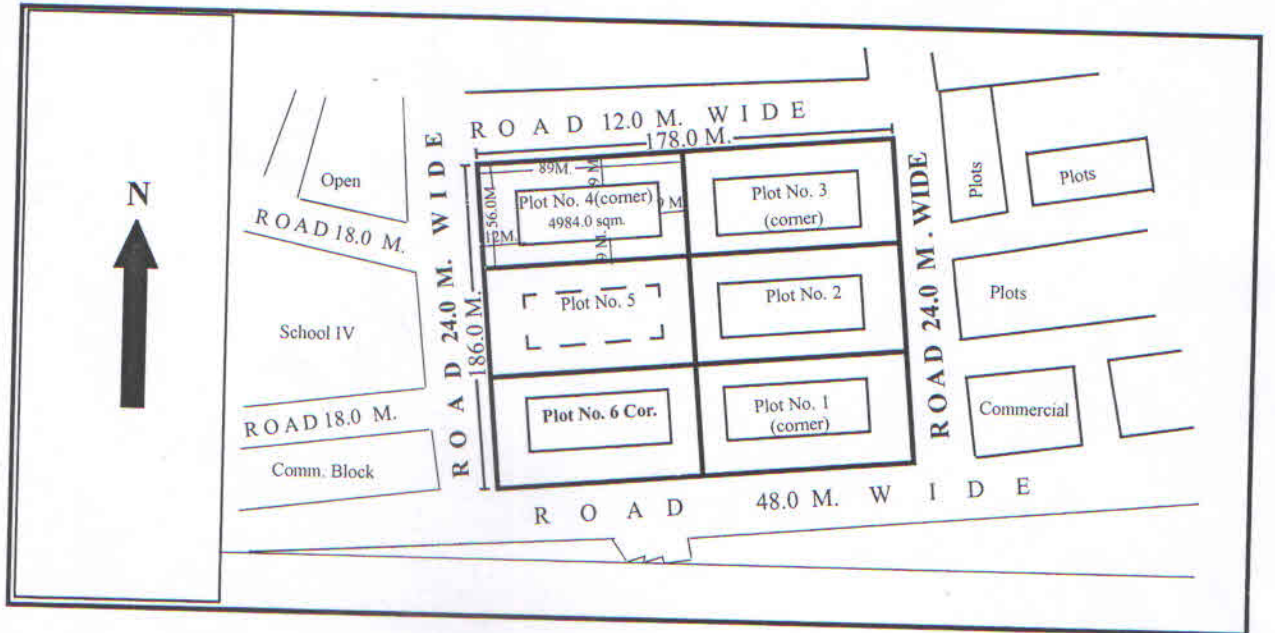 N
ROAD 12.0 M. WIDE
178.0 M.
Open
ROAD 18.0 M.
School IV
ROAD 18.0 M.
Comm. Block
ROAD 24.0 M. WIDE
186.0 M.
89M.
9 M
56.0M
Plot No. 4(corner)
4984.0 sqm.
9 M
12M.
9 M.
Plot No. 3
(corner)
Plot No. 5
Plot No. 2
Plot No. 6 Cor.
Plot No. 1
(corner)
ROAD 24.0 M. WIDE
Plots
Plots
Plots
Commercial
ROAD 48.0 M. WIDE